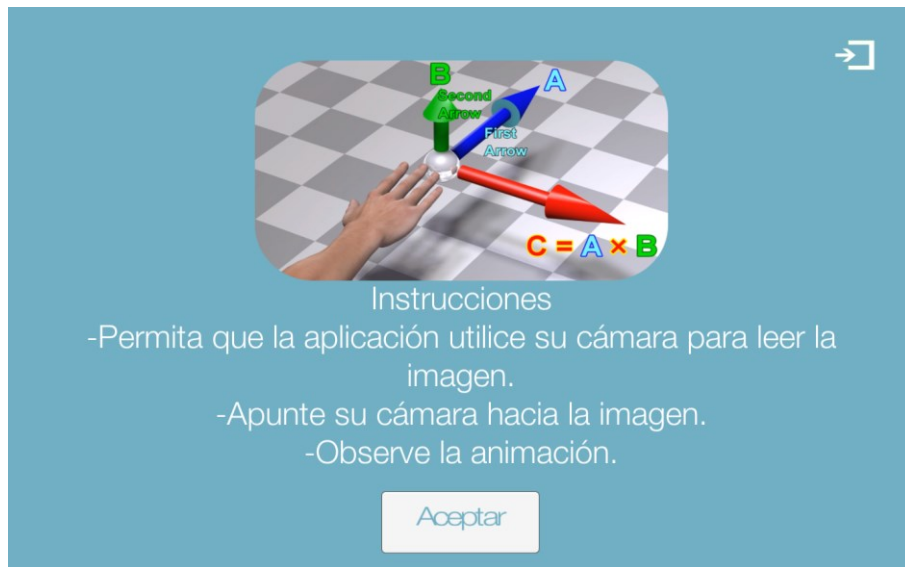 B
Second
Arrow
A
First
Arrow
C = A × B
Instrucciones
-Permita que la aplicación utilice su cámara para leer la
imagen.
-Apunte su cámara hacia la imagen.
-Observe la animación.
Aceptar